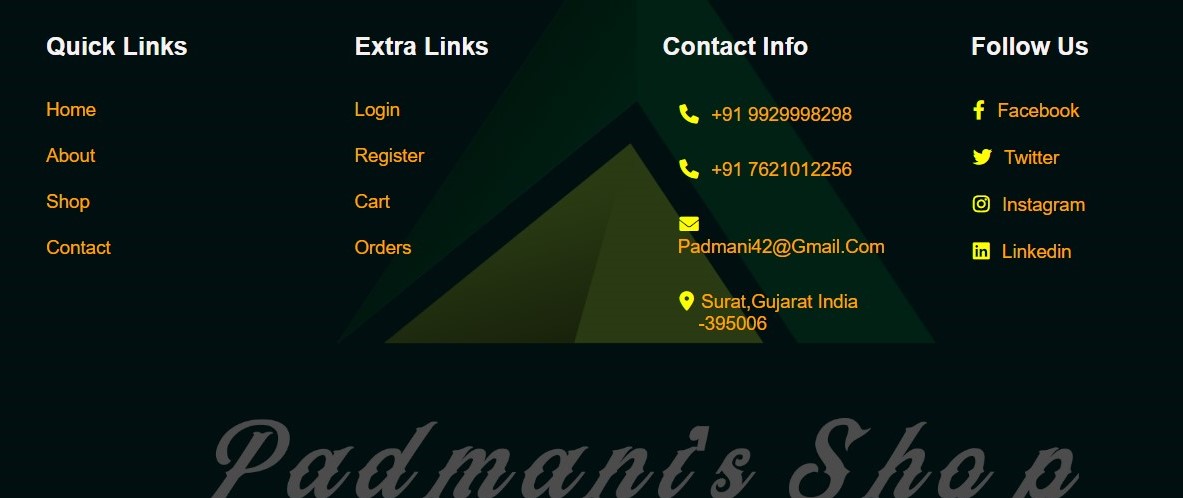 Quick Links
Home
About
Shop
Contact
Extra Links
Login
Register
Cart
Orders
Contact Info
+91 9929998298
+91 7621012256
Padmani42@Gmail.Com
Surat,Gujarat India
-395006
Follow Us
Facebook
Twitter
Instagram
Linkedin
Padmani's Shop